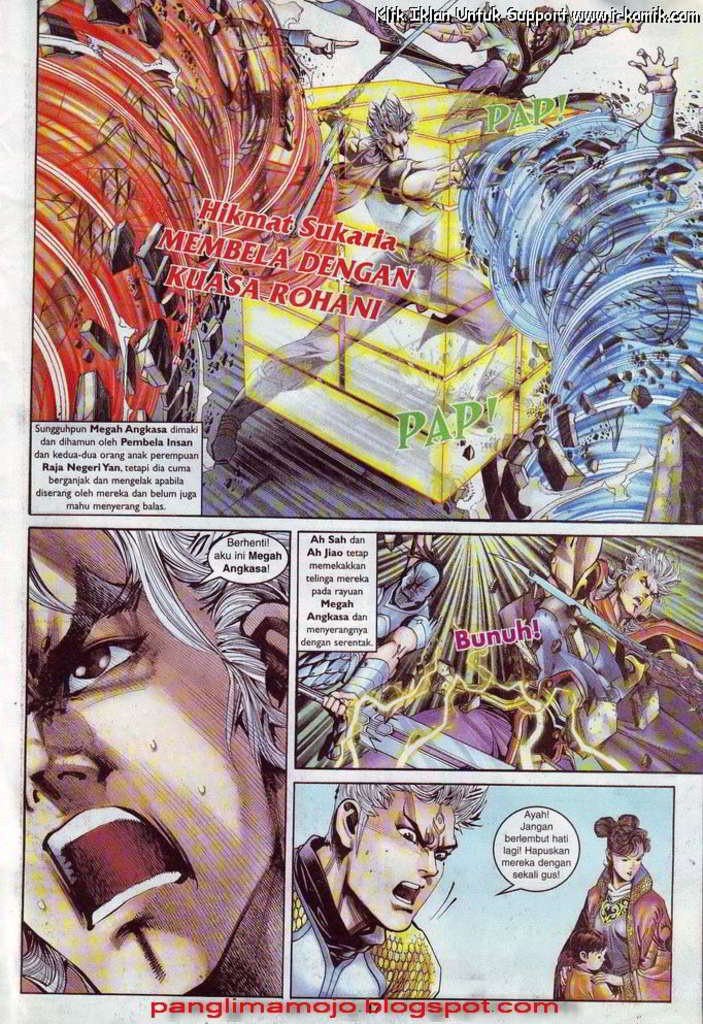 Klik Iklan Untuk Support www.i-komik.com
PAP!
Hikmat Sukaria
MEMBELA DENGAN
KUASA ROHANI
PAP!
Sungguhpun Megah Angkasa dimaki
dan dihamun oleh Pembela Insan
dan kedua-dua orang anak perempuan
Raja Negeri Yan, tetapi dia cuma
berganjak dan mengelak apabila
diserang oleh mereka dan belum juga
mahu menyerang balas.
Berhenti!
aku ini Megah
Angkasa!
Ah Sah dan
Ah Jiao tetap
memekakkan
telinga mereka
pada rayuan
Megah
Angkasa dan
menyerangnya
dengan serentak.
Bunuh!
Ayah!
Jangan
berlembut hati
lagi! Hapuskan
mereka dengan
sekali gus!
panglimamojo.blogspot.com